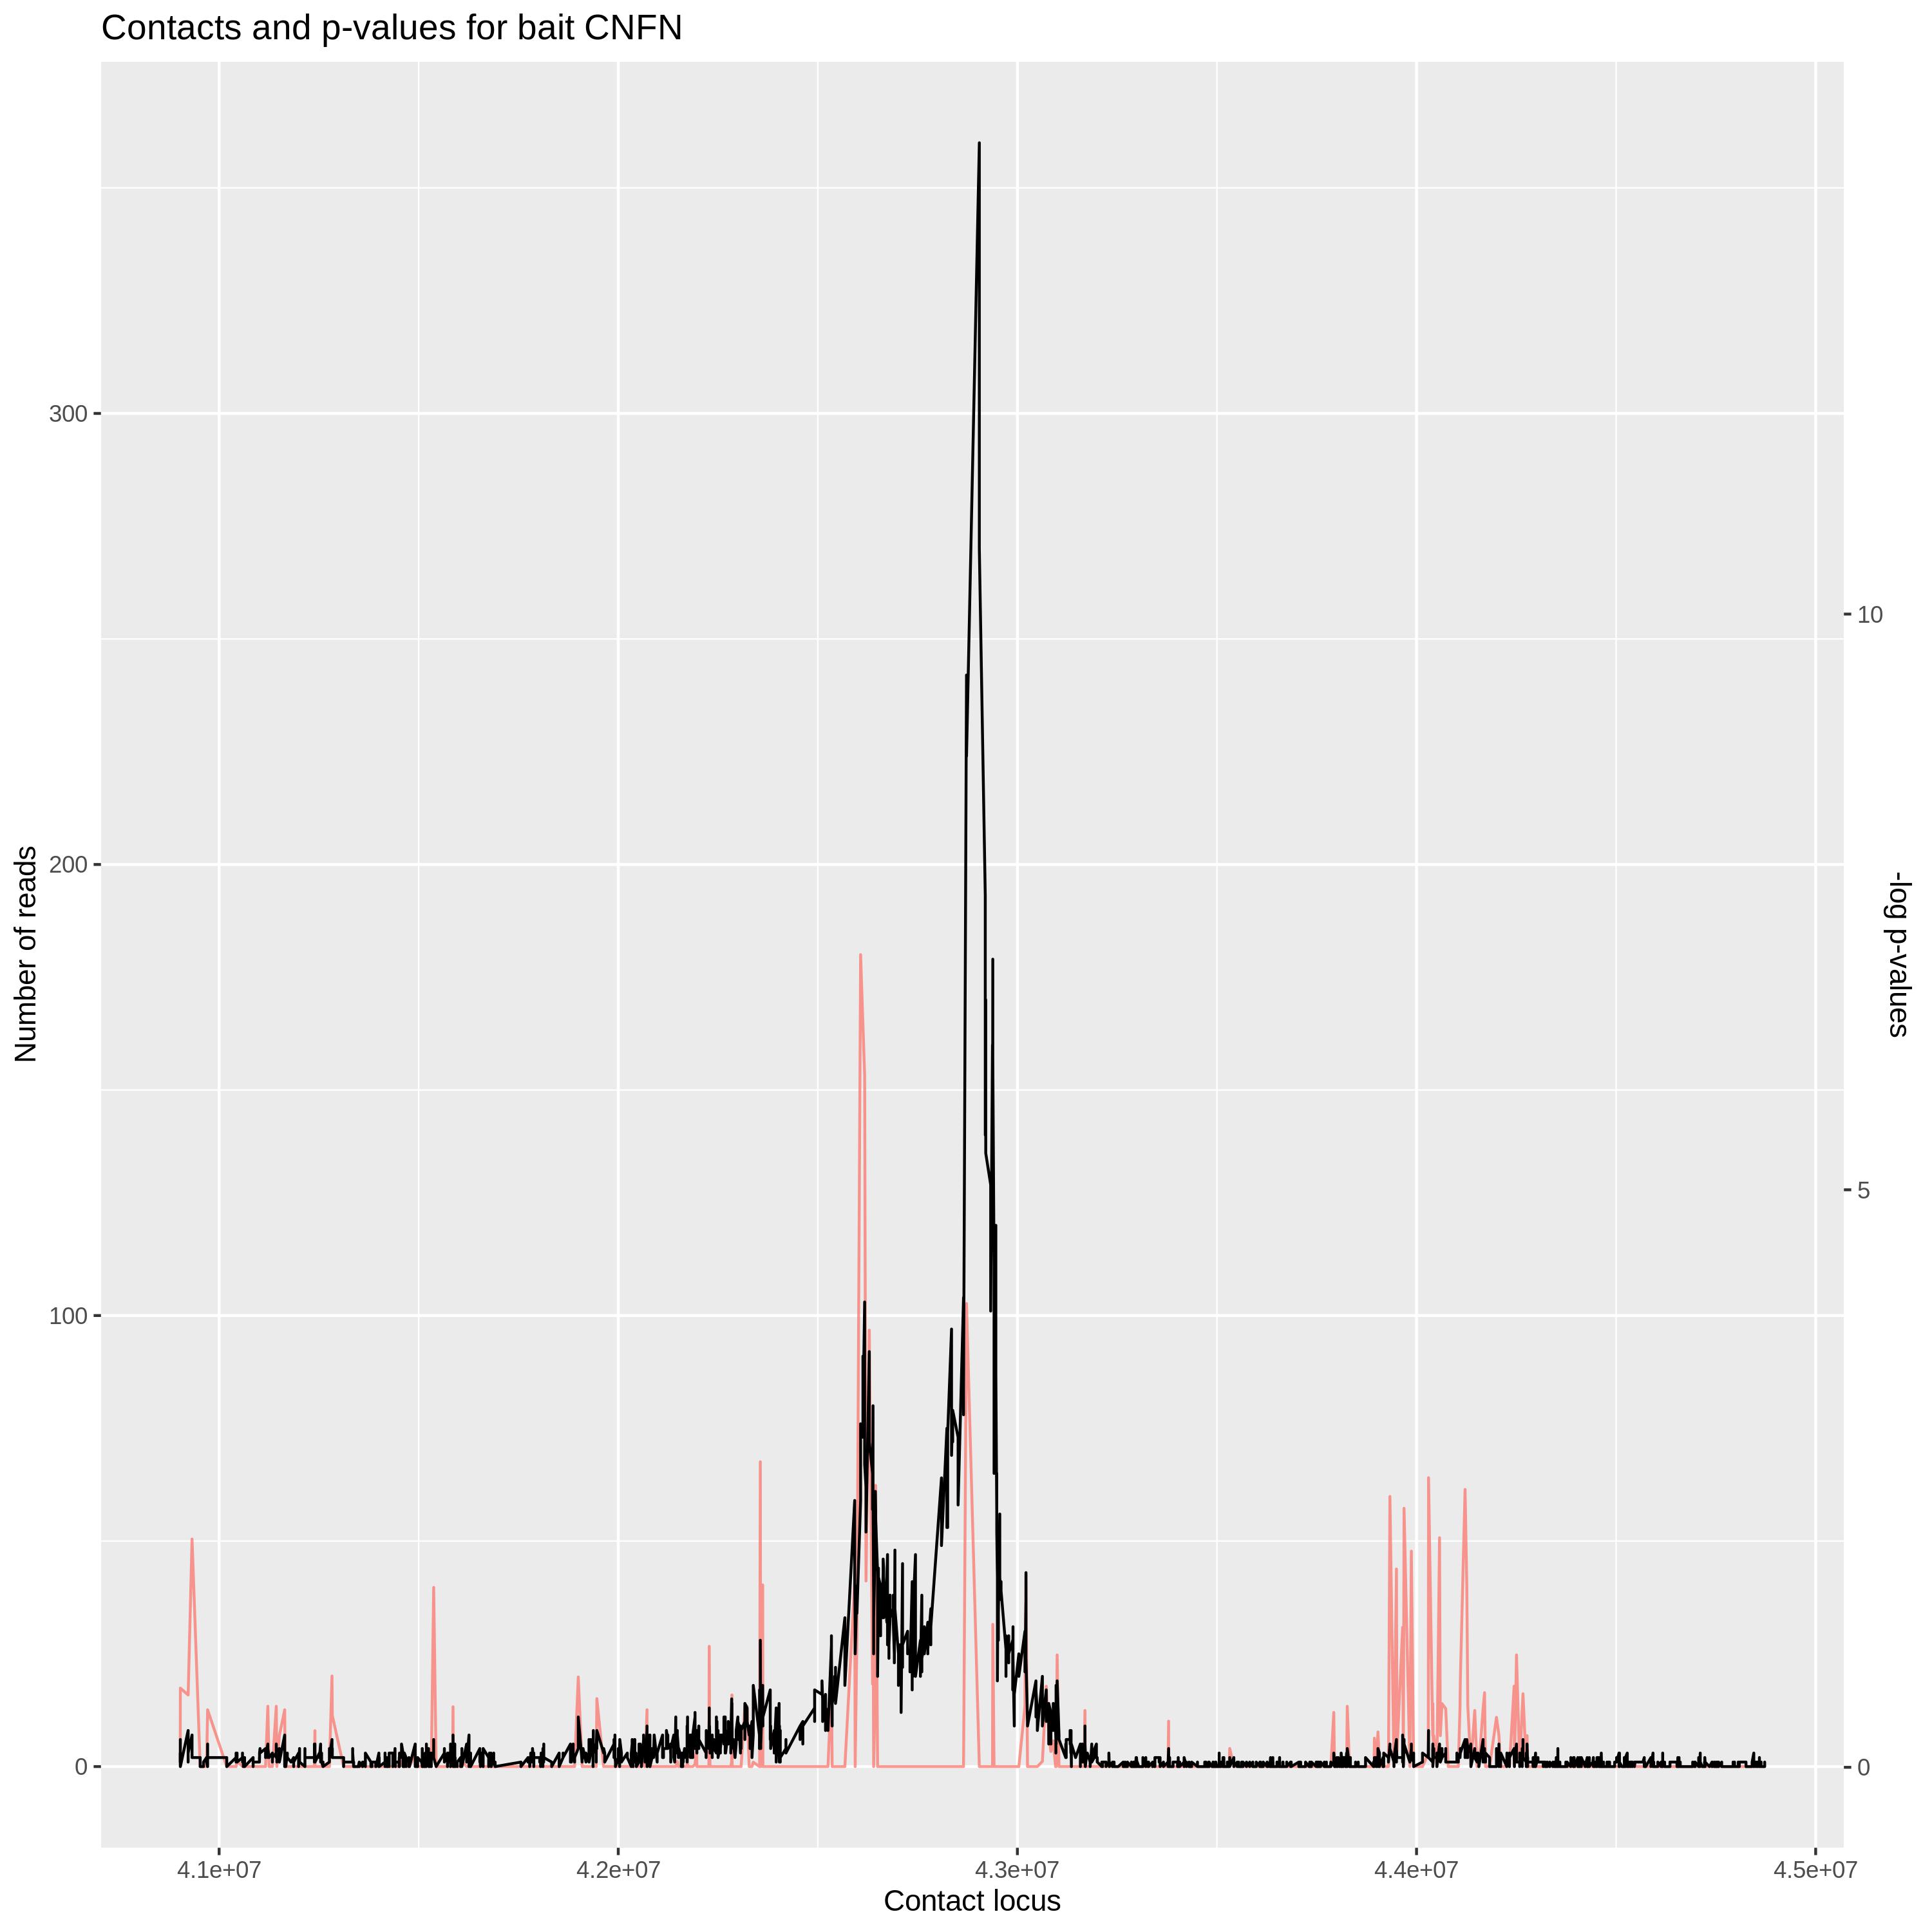 Contacts and p-values for bait CNFN
Number of reads
300
200
100
0
10
5
0
-log p-values
4.1e+07
4.2e+07
4.3e+07
4.4e+07
4.5e+07
Contact locus